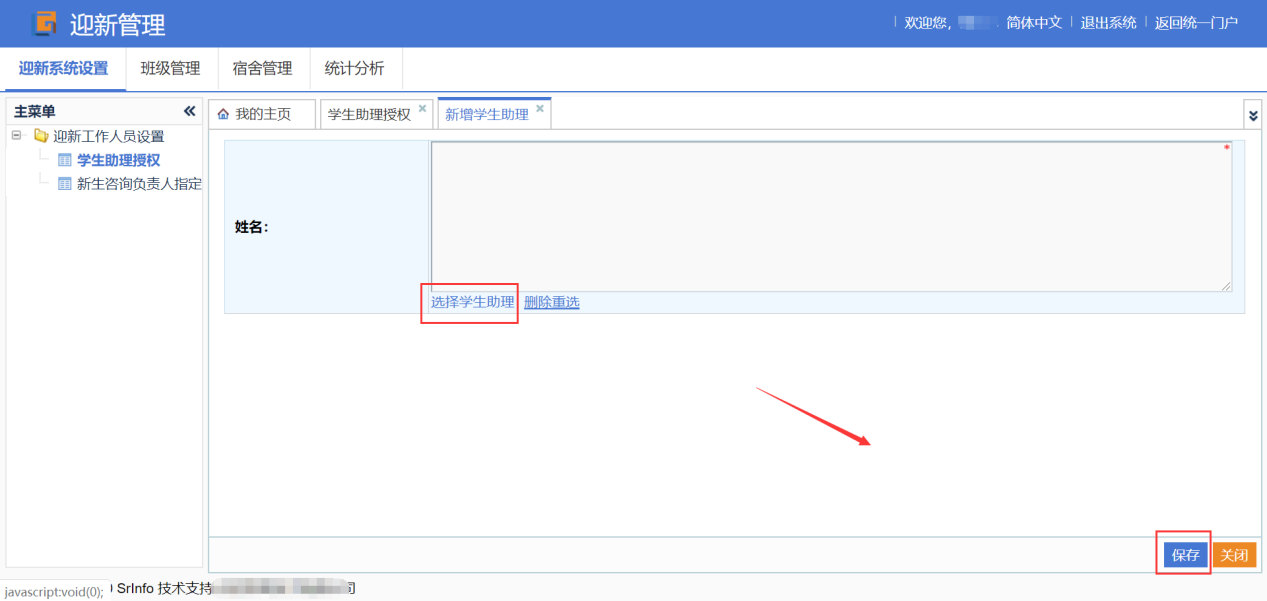 迎新管理
欢迎您,
简体中文
退出系统
返回统一门户
迎新系统设置
班级管理
宿舍管理
统计分析
主菜单
我的主页
学生助理授权
新增学生助理
迎新工作人员设置
学生助理授权
新生咨询负责人指定
姓名:
*
选择学生助理 删除重选
保存 关闭
javascript:void(0);
SrInfo 技术支持
司